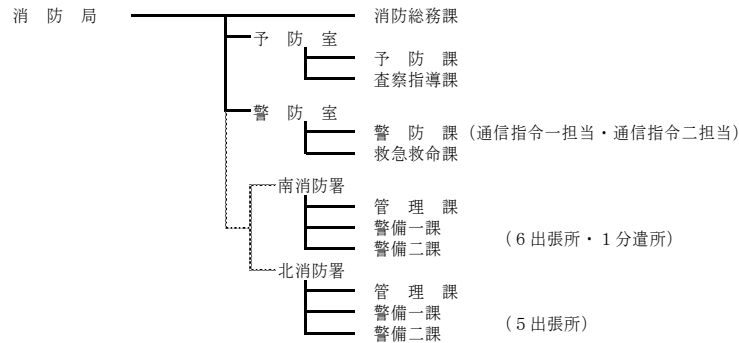 消 防 局 消防総務課
予 防 室
予 防 課
査察指導課
警 防 室
警 防 課（通信指令一担当・通信指令二担当）
救急救命課
南消防署
管 理 課
警備一課
（６出張所・１分遣所）
警備二課
北消防署
管 理 課
警備一課
（５出張所）
警備二課